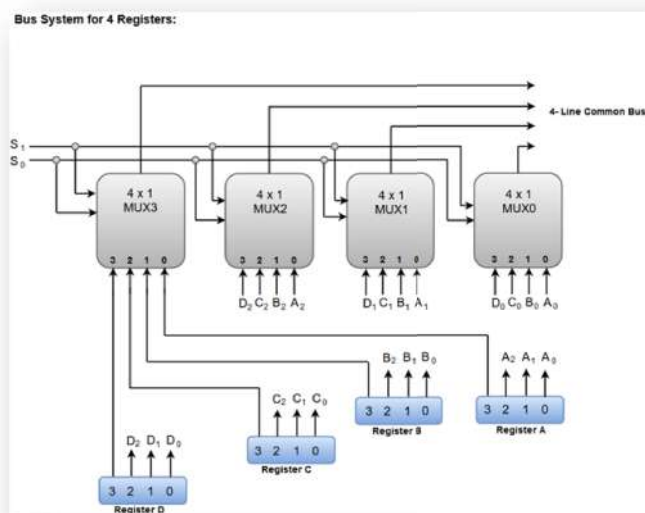 Bus System for 4 Registers:
4- Line Common Bus
S₁
S₀
4 x 1 MUX3
4 x 1 MUX2
4 x 1 MUX1
4 x 1 MUX0
3 2 1 0
3 2 1 0
3 2 1 0
3 2 1 0
D₂ C₂ B₂ A₂
D₁ C₁ B₁ A₁
D₀ C₀ B₀ A₀
B₂ B₁ B₀
A₂ A₁ A₀
3 2 1 0
Register B
3 2 1 0
Register A
C₂ C₁ C₀
3 2 1 0
Register C
D₂ D₁ D₀
3 2 1 0
Register D